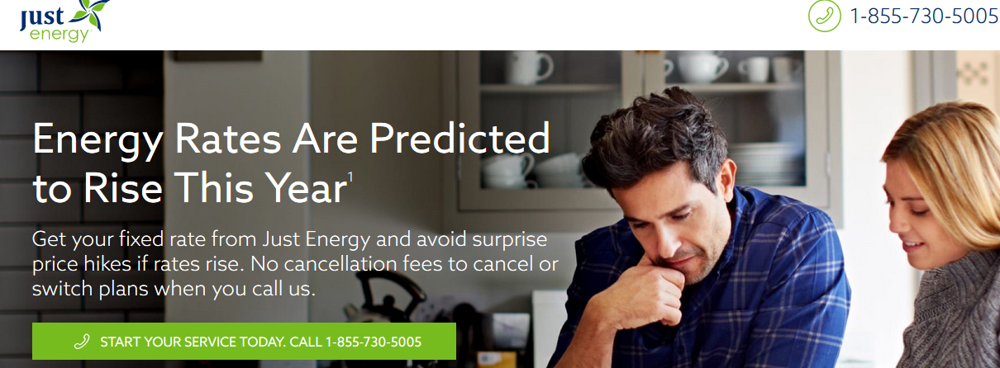 just
energy
1-855-730-5005
Energy Rates Are Predicted
to Rise This Year1
Get your fixed rate from Just Energy and avoid surprise
price hikes if rates rise. No cancellation fees to cancel or
switch plans when you call us.
START YOUR SERVICE TODAY. CALL 1-855-730-5005